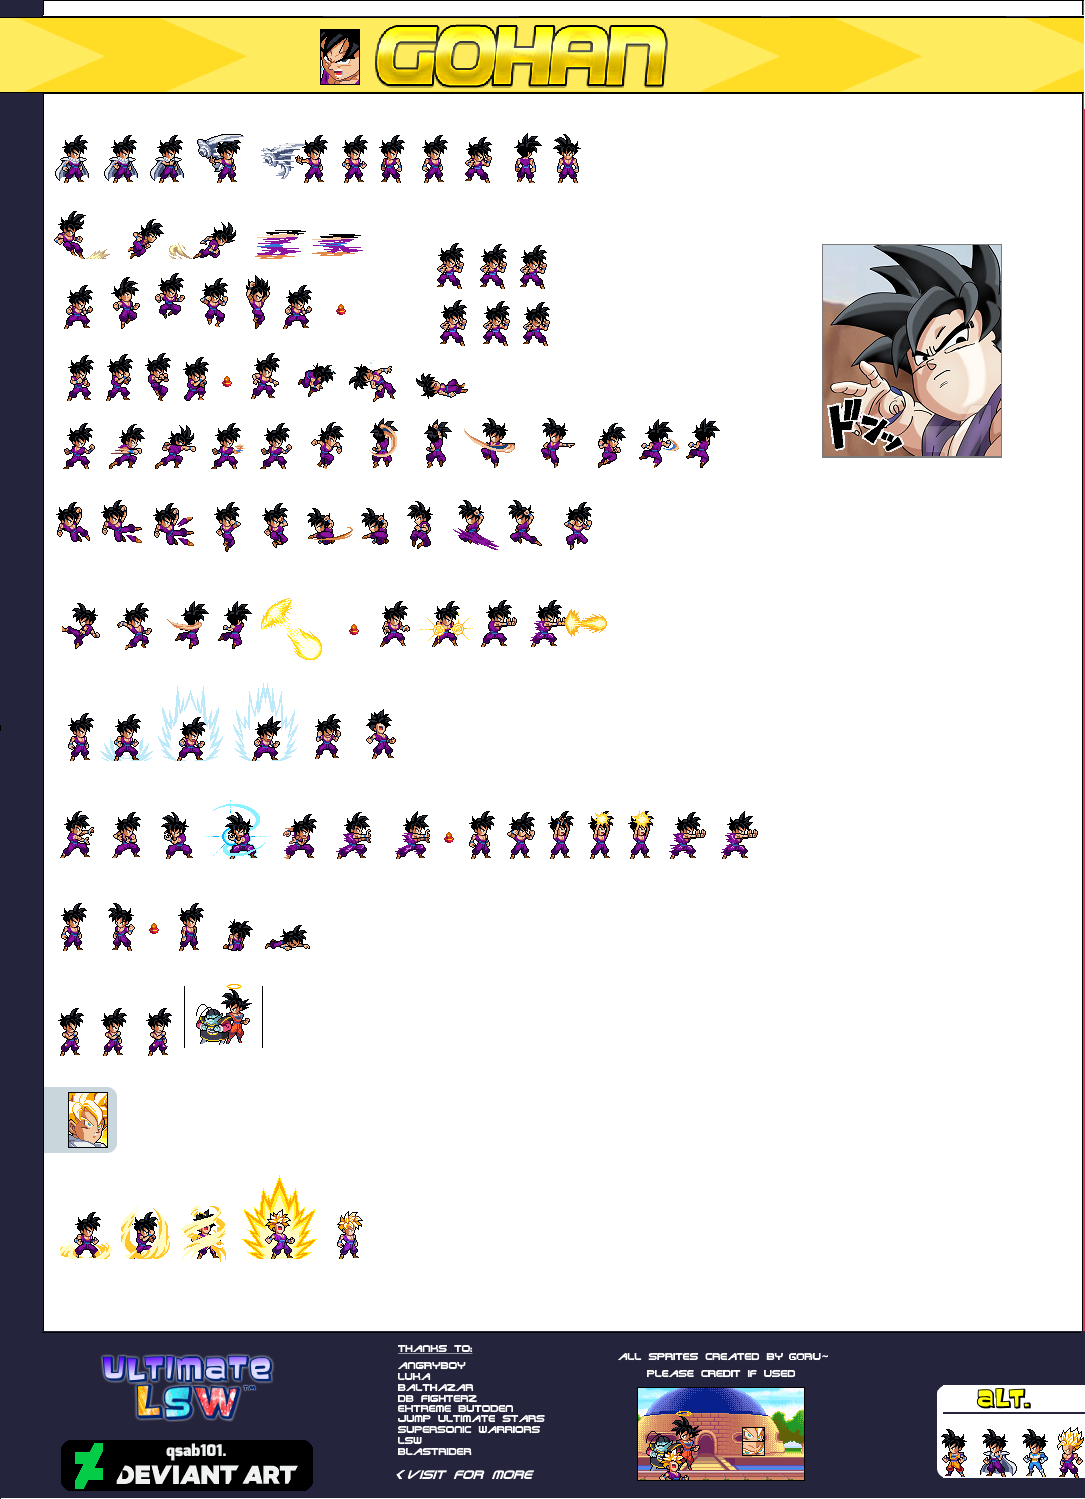 GOHAN
ドンッ
ULTIMATE
LSW™
qsab101.
DEVIANT ART
THANKS TO:
ANGRYBOY
LUKA
BALTHAZAR
DB FIGHTERZ
EXTREME BUTODEN
JUMP ULTIMATE STARS
SUPERSONIC WARRIORS
LSW
BLASTRIDER
< VISIT FOR MORE
ALL SPRITES CREATED BY GORU~
PLEASE CREDIT IF USED
ALT.